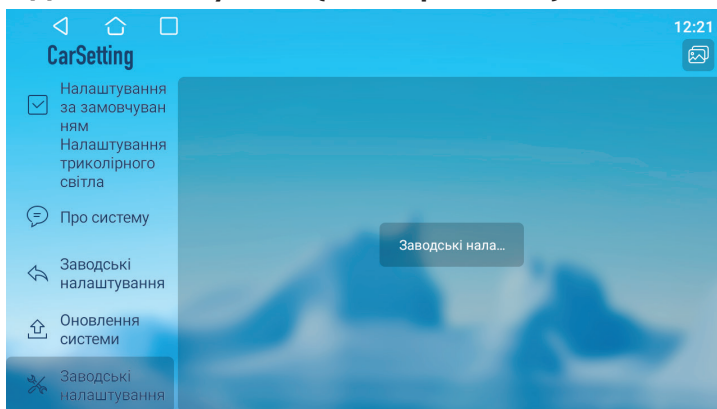 12:21
CarSetting
Налаштування
за замовчуван
ням
Налаштування
триколірного
світла
Про систему
Заводські
налаштування
Оновлення
системи
Заводські
налаштування
Заводські нала...